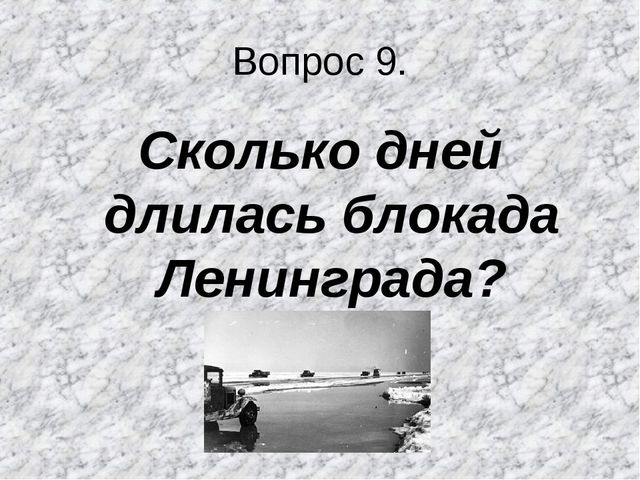 Вопрос 9.
Сколько дней
длилась блокада
Ленинграда?